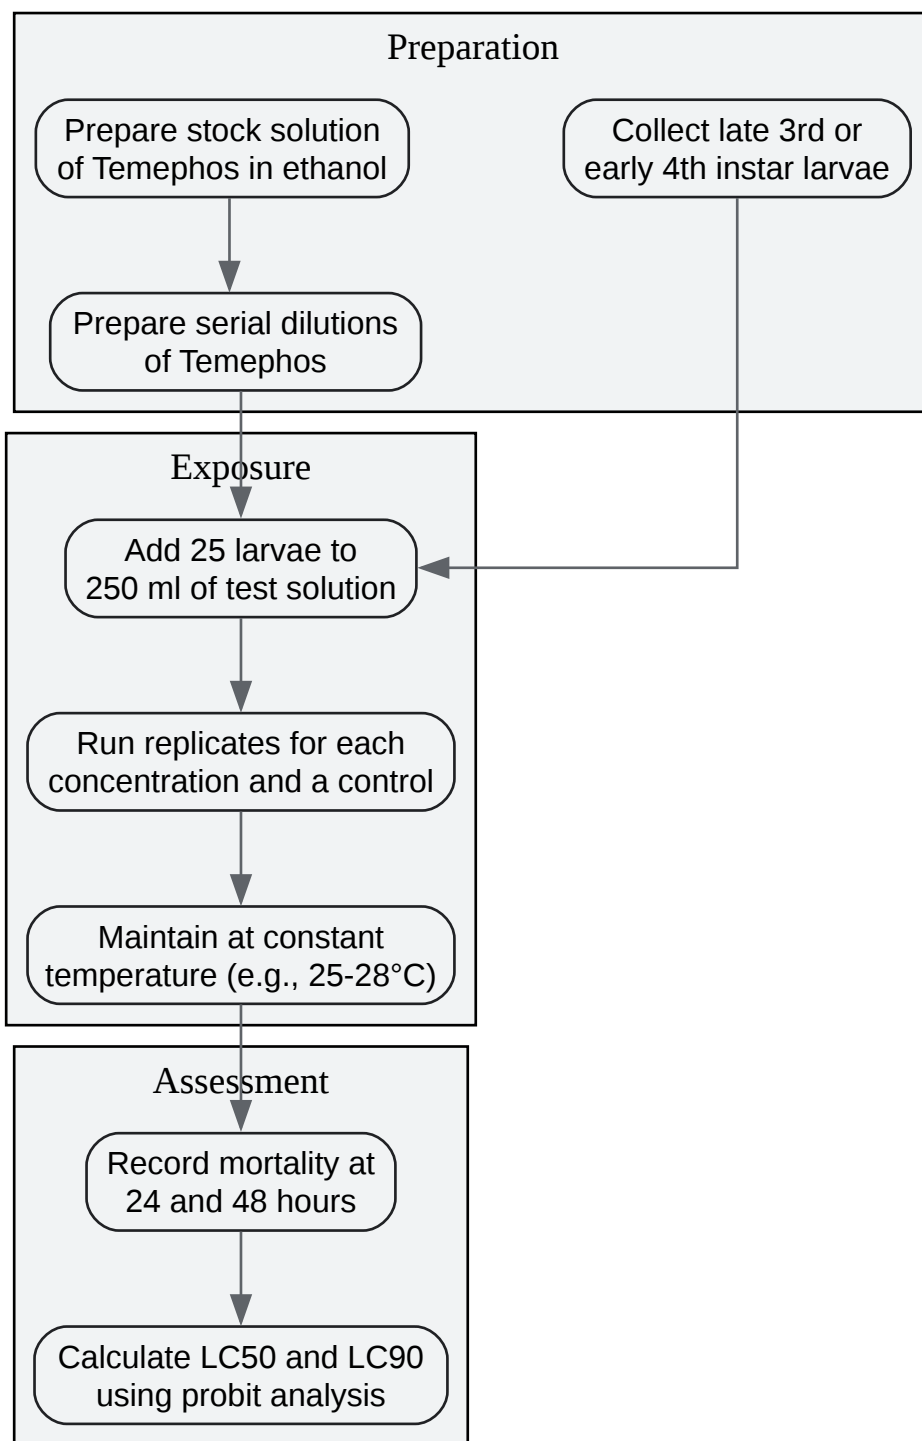 Preparation
Prepare stock solution
of Temephos in ethanol
Collect late 3rd or
early 4th instar larvae
Prepare serial dilutions
of Temephos
Exposure
Add 25 larvae to
250 ml of test solution
Run replicates for each
concentration and a control
Maintain at constant
temperature (e.g., 25-28°C)
Assessment
Record mortality at
24 and 48 hours
Calculate LC50 and LC90
using probit analysis